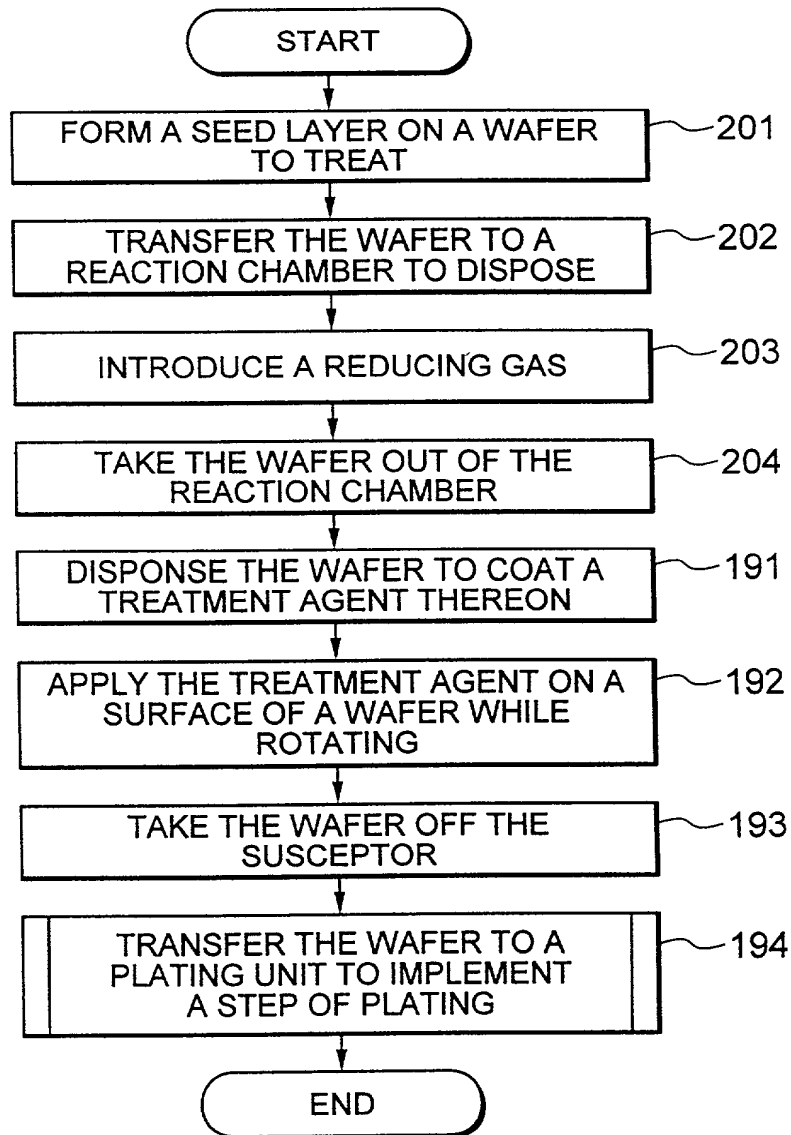 START
FORM A SEED LAYER ON A WAFER
TO TREAT
201
TRANSFER THE WAFER TO A
REACTION CHAMBER TO DISPOSE
202
INTRODUCE A REDUCING GAS
203
TAKE THE WAFER OUT OF THE
REACTION CHAMBER
204
DISPONSE THE WAFER TO COAT A
TREATMENT AGENT THEREON
191
APPLY THE TREATMENT AGENT ON A
SURFACE OF A WAFER WHILE
ROTATING
192
TAKE THE WAFER OFF THE
SUSCEPTOR
193
TRANSFER THE WAFER TO A
PLATING UNIT TO IMPLEMENT
A STEP OF PLATING
194
END